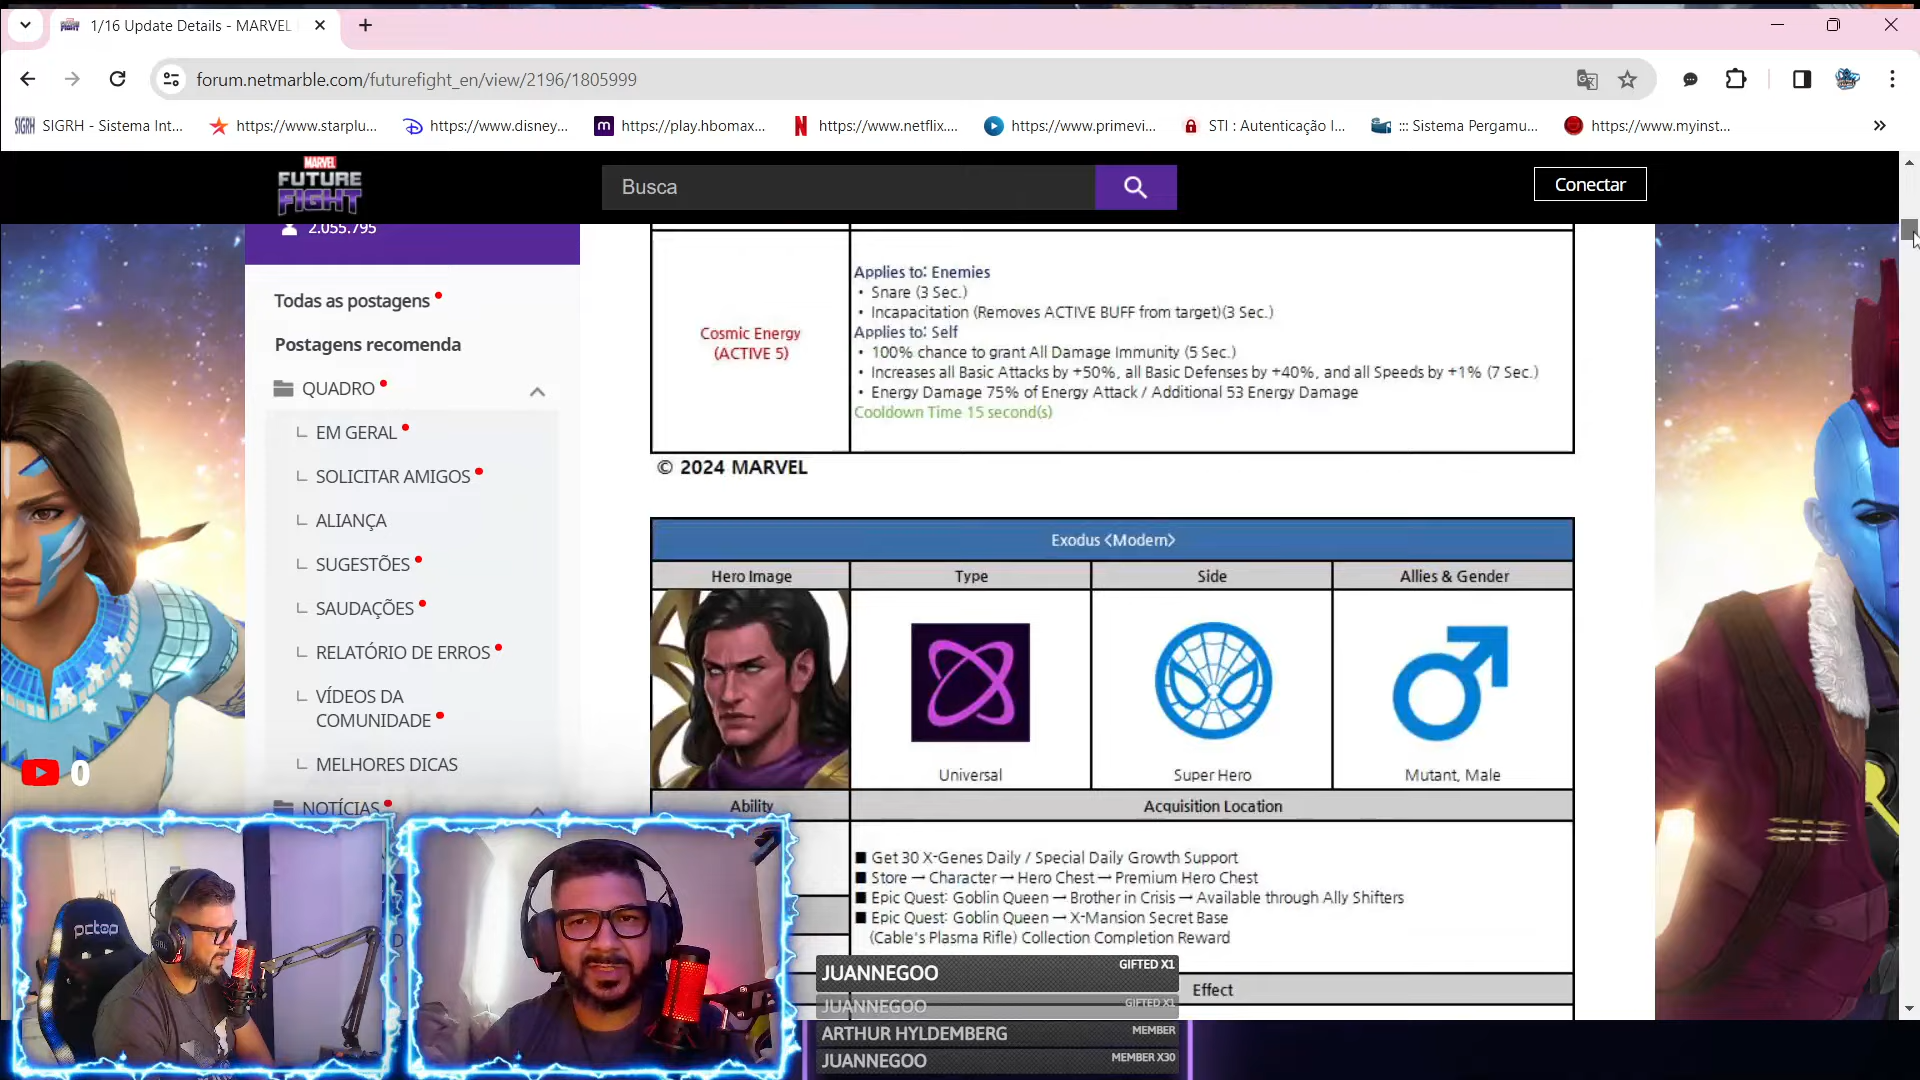 1/16 Update Details - MARVEL
forum.netmarble.com/futurefight_en/view/2196/1805999
SIGRH - Sistema Int...
https://www.starplu...
https://www.disney...
https://play.hbomax...
https://www.netflix....
https://www.primevi...
STI : Autenticação I...
::: Sistema Pergamu...
https://www.myinst...
MARVEL
FUTURE
FIGHT
Busca
Conectar
2.055.795
Todas as postagens
Postagens recomenda
QUADRO
EM GERAL
SOLICITAR AMIGOS
ALIANÇA
SUGESTÕES
SAUDAÇÕES
RELATÓRIO DE ERROS
VÍDEOS DA
COMUNIDADE
MELHORES DICAS
NOTÍCIAS
Cosmic Energy
(ACTIVE 5)
Applies to: Enemies
• Snare (3 Sec.)
• Incapacitation (Removes ACTIVE BUFF from target)(3 Sec.)
Applies to: Self
• 100% chance to grant All Damage Immunity (5 Sec.)
• Increases all Basic Attacks by +50%, all Basic Defenses by +40%, and all Speeds by +1% (7 Sec.)
• Energy Damage 75% of Energy Attack / Additional 53 Energy Damage
Cooldown Time 15 second(s)
© 2024 MARVEL
Exodus <Modern>
Hero Image
Type
Side
Allies & Gender
Universal
Super Hero
Mutant, Male
Ability
Acquisition Location
■ Get 30 X-Genes Daily / Special Daily Growth Support
■ Store → Character → Hero Chest → Premium Hero Chest
■ Epic Quest: Goblin Queen → Brother in Crisis → Available through Ally Shifters
■ Epic Quest: Goblin Queen → X-Mansion Secret Base
(Cable's Plasma Rifle) Collection Completion Reward
Effect
0
pctop
JUANNEGOO GIFTED X1
JUANNEGOO GIFTED X1
ARTHUR HYLDEMBERG MEMBER
JUANNEGOO MEMBER X30